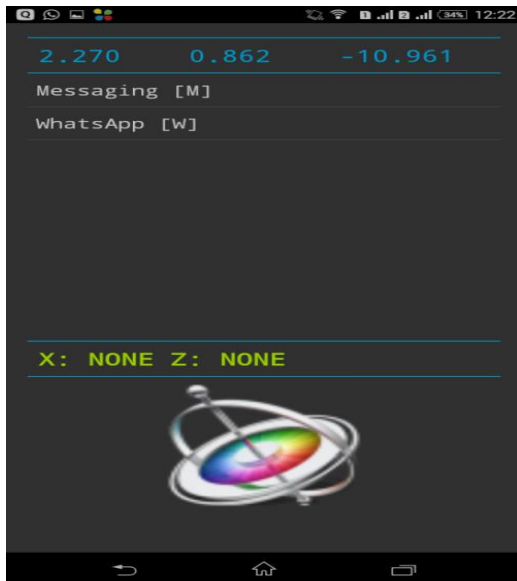 34% 12:22
2.270 0.862 -10.961
Messaging [M]
WhatsApp [W]
X: NONE Z: NONE